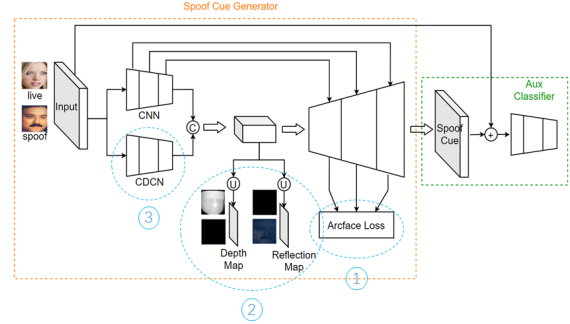 Spoof Cue Generator
live
spoof
Input
CNN
CDCN
C
3
U
U
Depth
Map
Reflection
Map
2
Arcface Loss
1
Aux
Classifier
Spoof
Cue
+